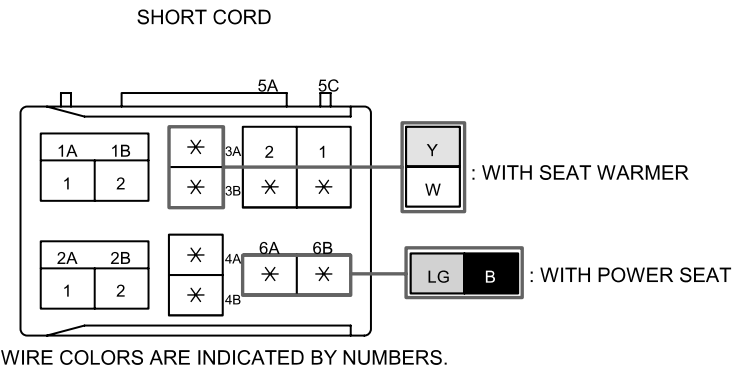 SHORT CORD
5A 5C
1A 1B
1 2
* 3A
* 3B
2 1
* *
Y
W
: WITH SEAT WARMER
2A 2B
1 2
* 4A
* 4B
6A 6B
* *
LG B
: WITH POWER SEAT
WIRE COLORS ARE INDICATED BY NUMBERS.